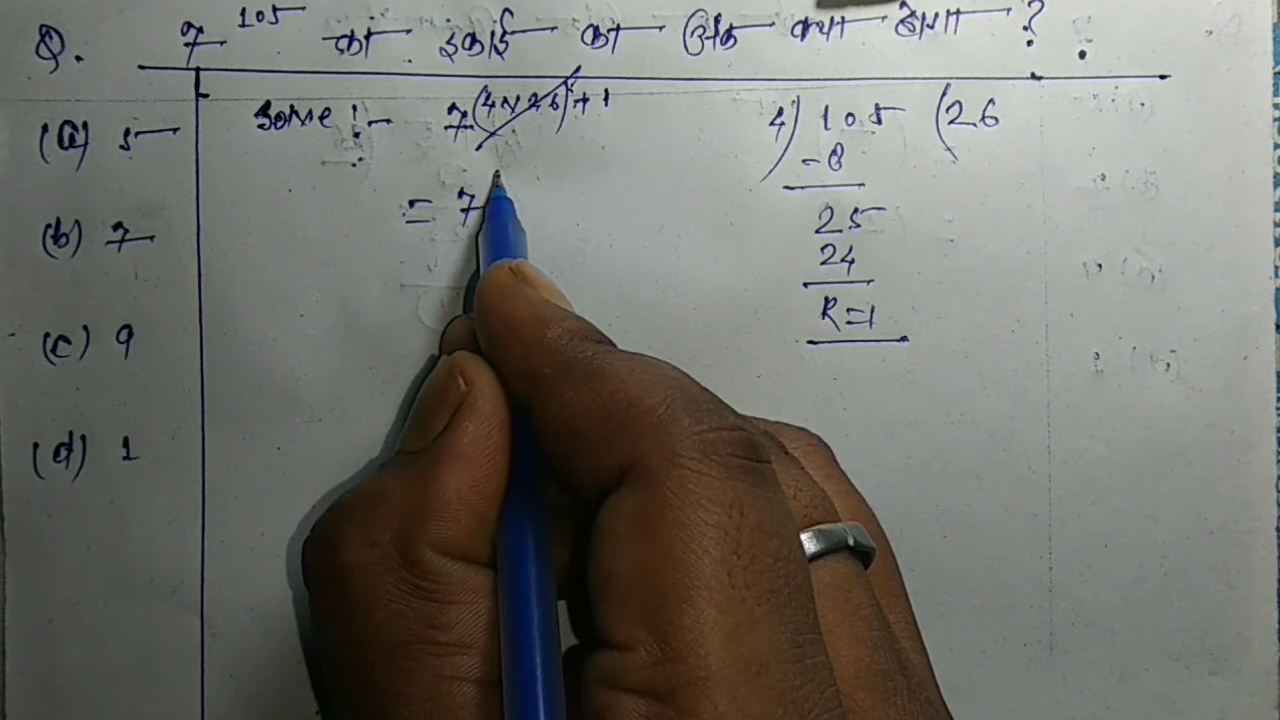 Q. 7^105 का इकाई का अंक क्या होगा ?
(a) 5
(b) 7
(c) 9
(d) 1
Solve :- 7^(4×26)+1
= 7
4) 105 (26
-8
25
24
R=1